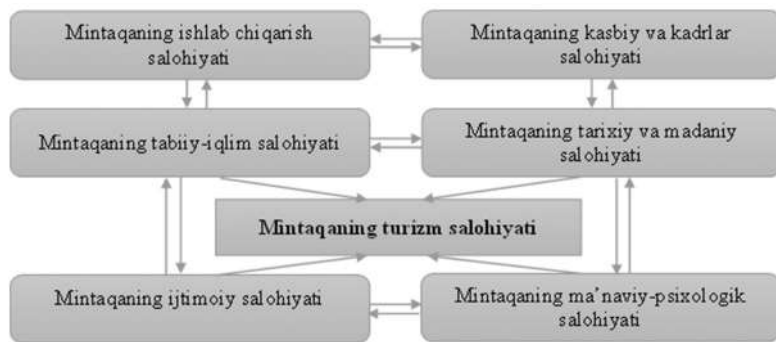 Mintaqaning ishlab chiqarish
salohiyati
Mintaqaning kasbiy va kadrlar
salohiyati
Mintaqaning tabiiy-iqlim salohiyati
Mintaqaning tarixiy va madaniy
salohiyati
Mintaqaning turizm salohiyati
Mintaqaning ijtimoiy salohiyati
Mintaqaning ma’naviy-psixologik
salohiyati